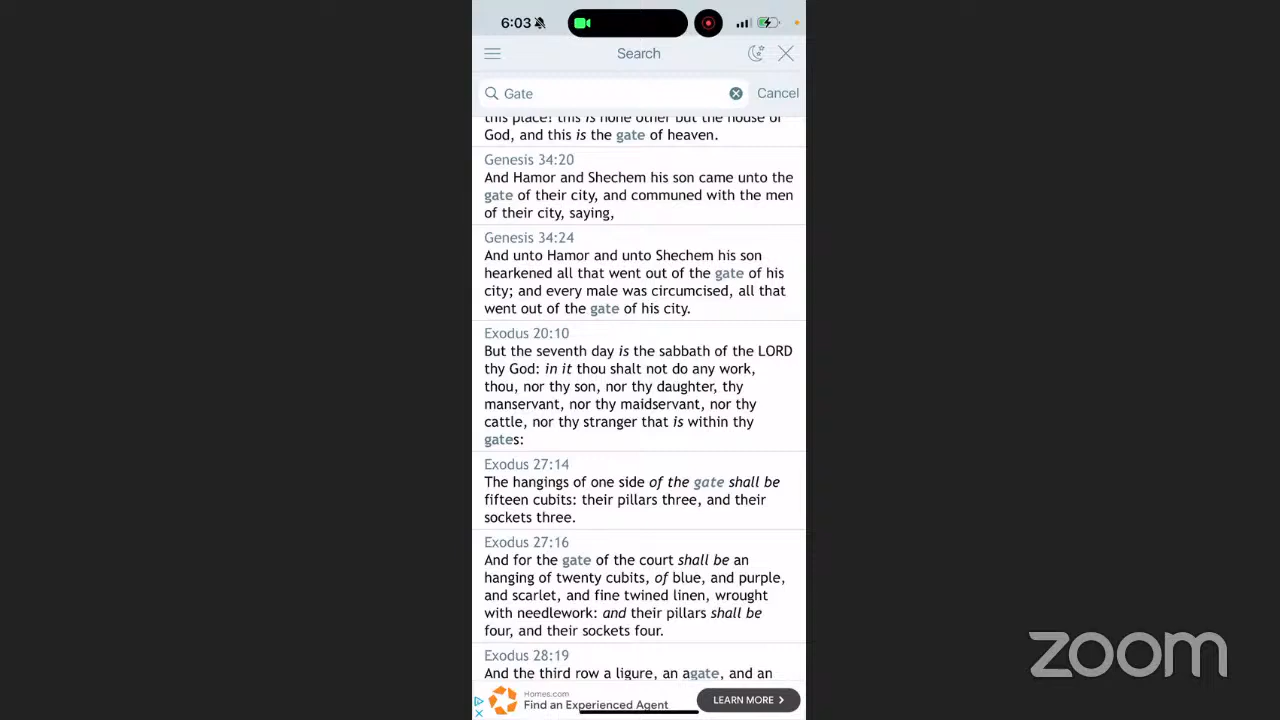 6:03
Search
Gate
Cancel
this place! this is none other but the house of
God, and this is the gate of heaven.
Genesis 34:20
And Hamor and Shechem his son came unto the
gate of their city, and communed with the men
of their city, saying,
Genesis 34:24
And unto Hamor and unto Shechem his son
hearkened all that went out of the gate of his
city; and every male was circumcised, all that
went out of the gate of his city.
Exodus 20:10
But the seventh day is the sabbath of the LORD
thy God: in it thou shalt not do any work,
thou, nor thy son, nor thy daughter, thy
manservant, nor thy maidservant, nor thy
cattle, nor thy stranger that is within thy
gates:
Exodus 27:14
The hangings of one side of the gate shall be
fifteen cubits: their pillars three, and their
sockets three.
Exodus 27:16
And for the gate of the court shall be an
hanging of twenty cubits, of blue, and purple,
and scarlet, and fine twined linen, wrought
with needlework: and their pillars shall be
four, and their sockets four.
Exodus 28:19
And the third row a ligure, an agate, and an
Homes.com
Find an Experienced Agent
LEARN MORE
zoom